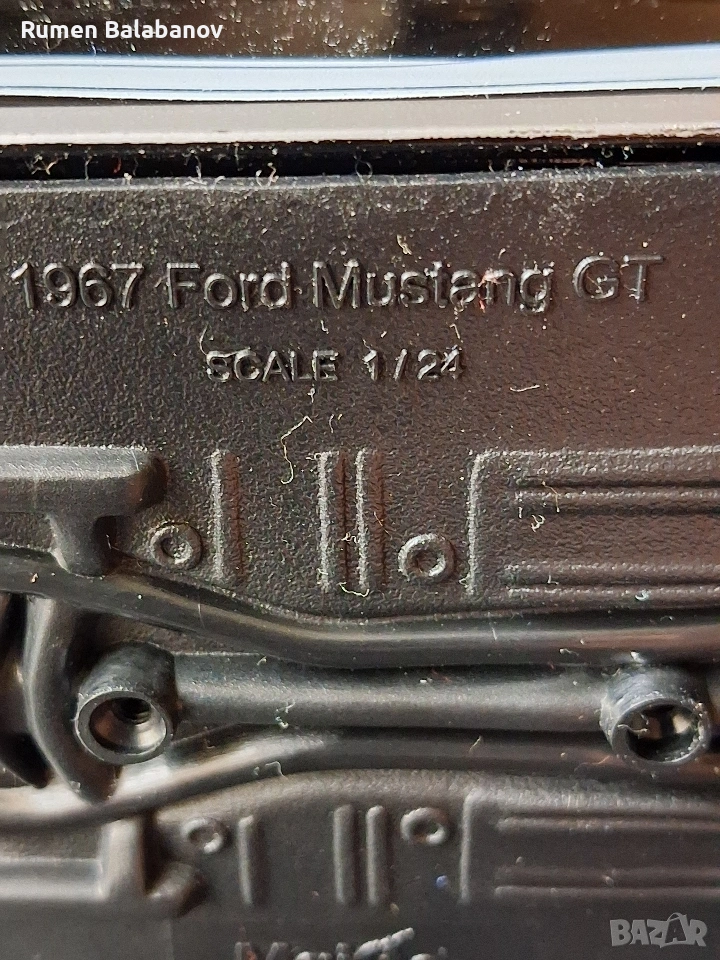 Rumen Balabanov
1967 Ford Mustang GT
SCALE 1/24
BAZAR